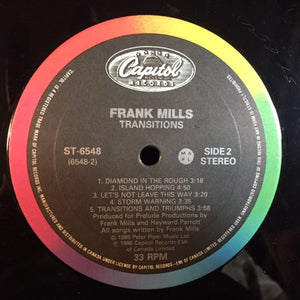 Capitol
RECORDS
FRANK MILLS
TRANSITIONS
ST-6548
(6548-2)
SIDE 2
STEREO
1. DIAMOND IN THE ROUGH 3:18
2. ISLAND HOPPING 4:50
3. LET'S NOT LEAVE THIS WAY 3:20
4. STORM WARNING 3:35
5. TRANSITIONS AND TRIUMPHS 3:58
Produced for Prelude Productions by
Frank Mills and Hayward Parrott
All songs written by Frank Mills
℗ 1986 Peter Piper Music Ltd.
© 1986 Capitol Records-EMI
of Canada Limited
33 RPM